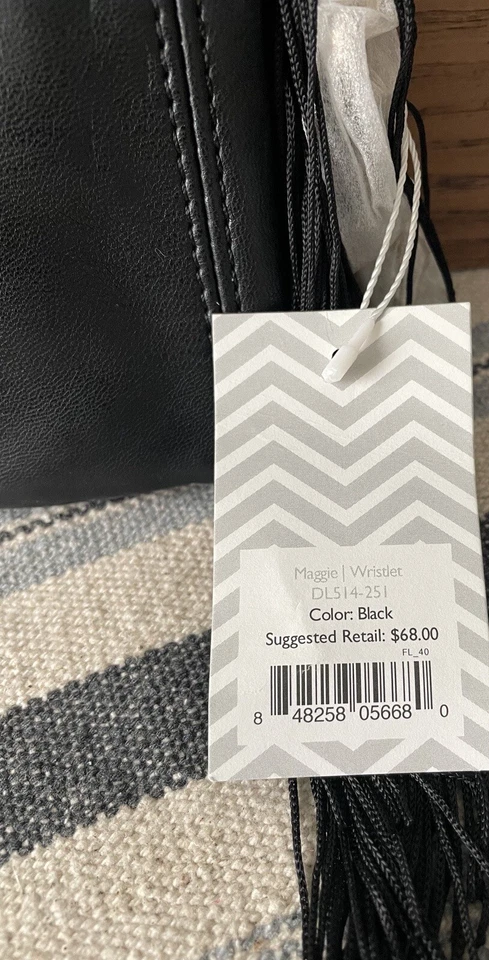 Maggie | Wristlet
DL514-251
Color: Black
Suggested Retail: $68.00
FL_40
8 48258 05668 0